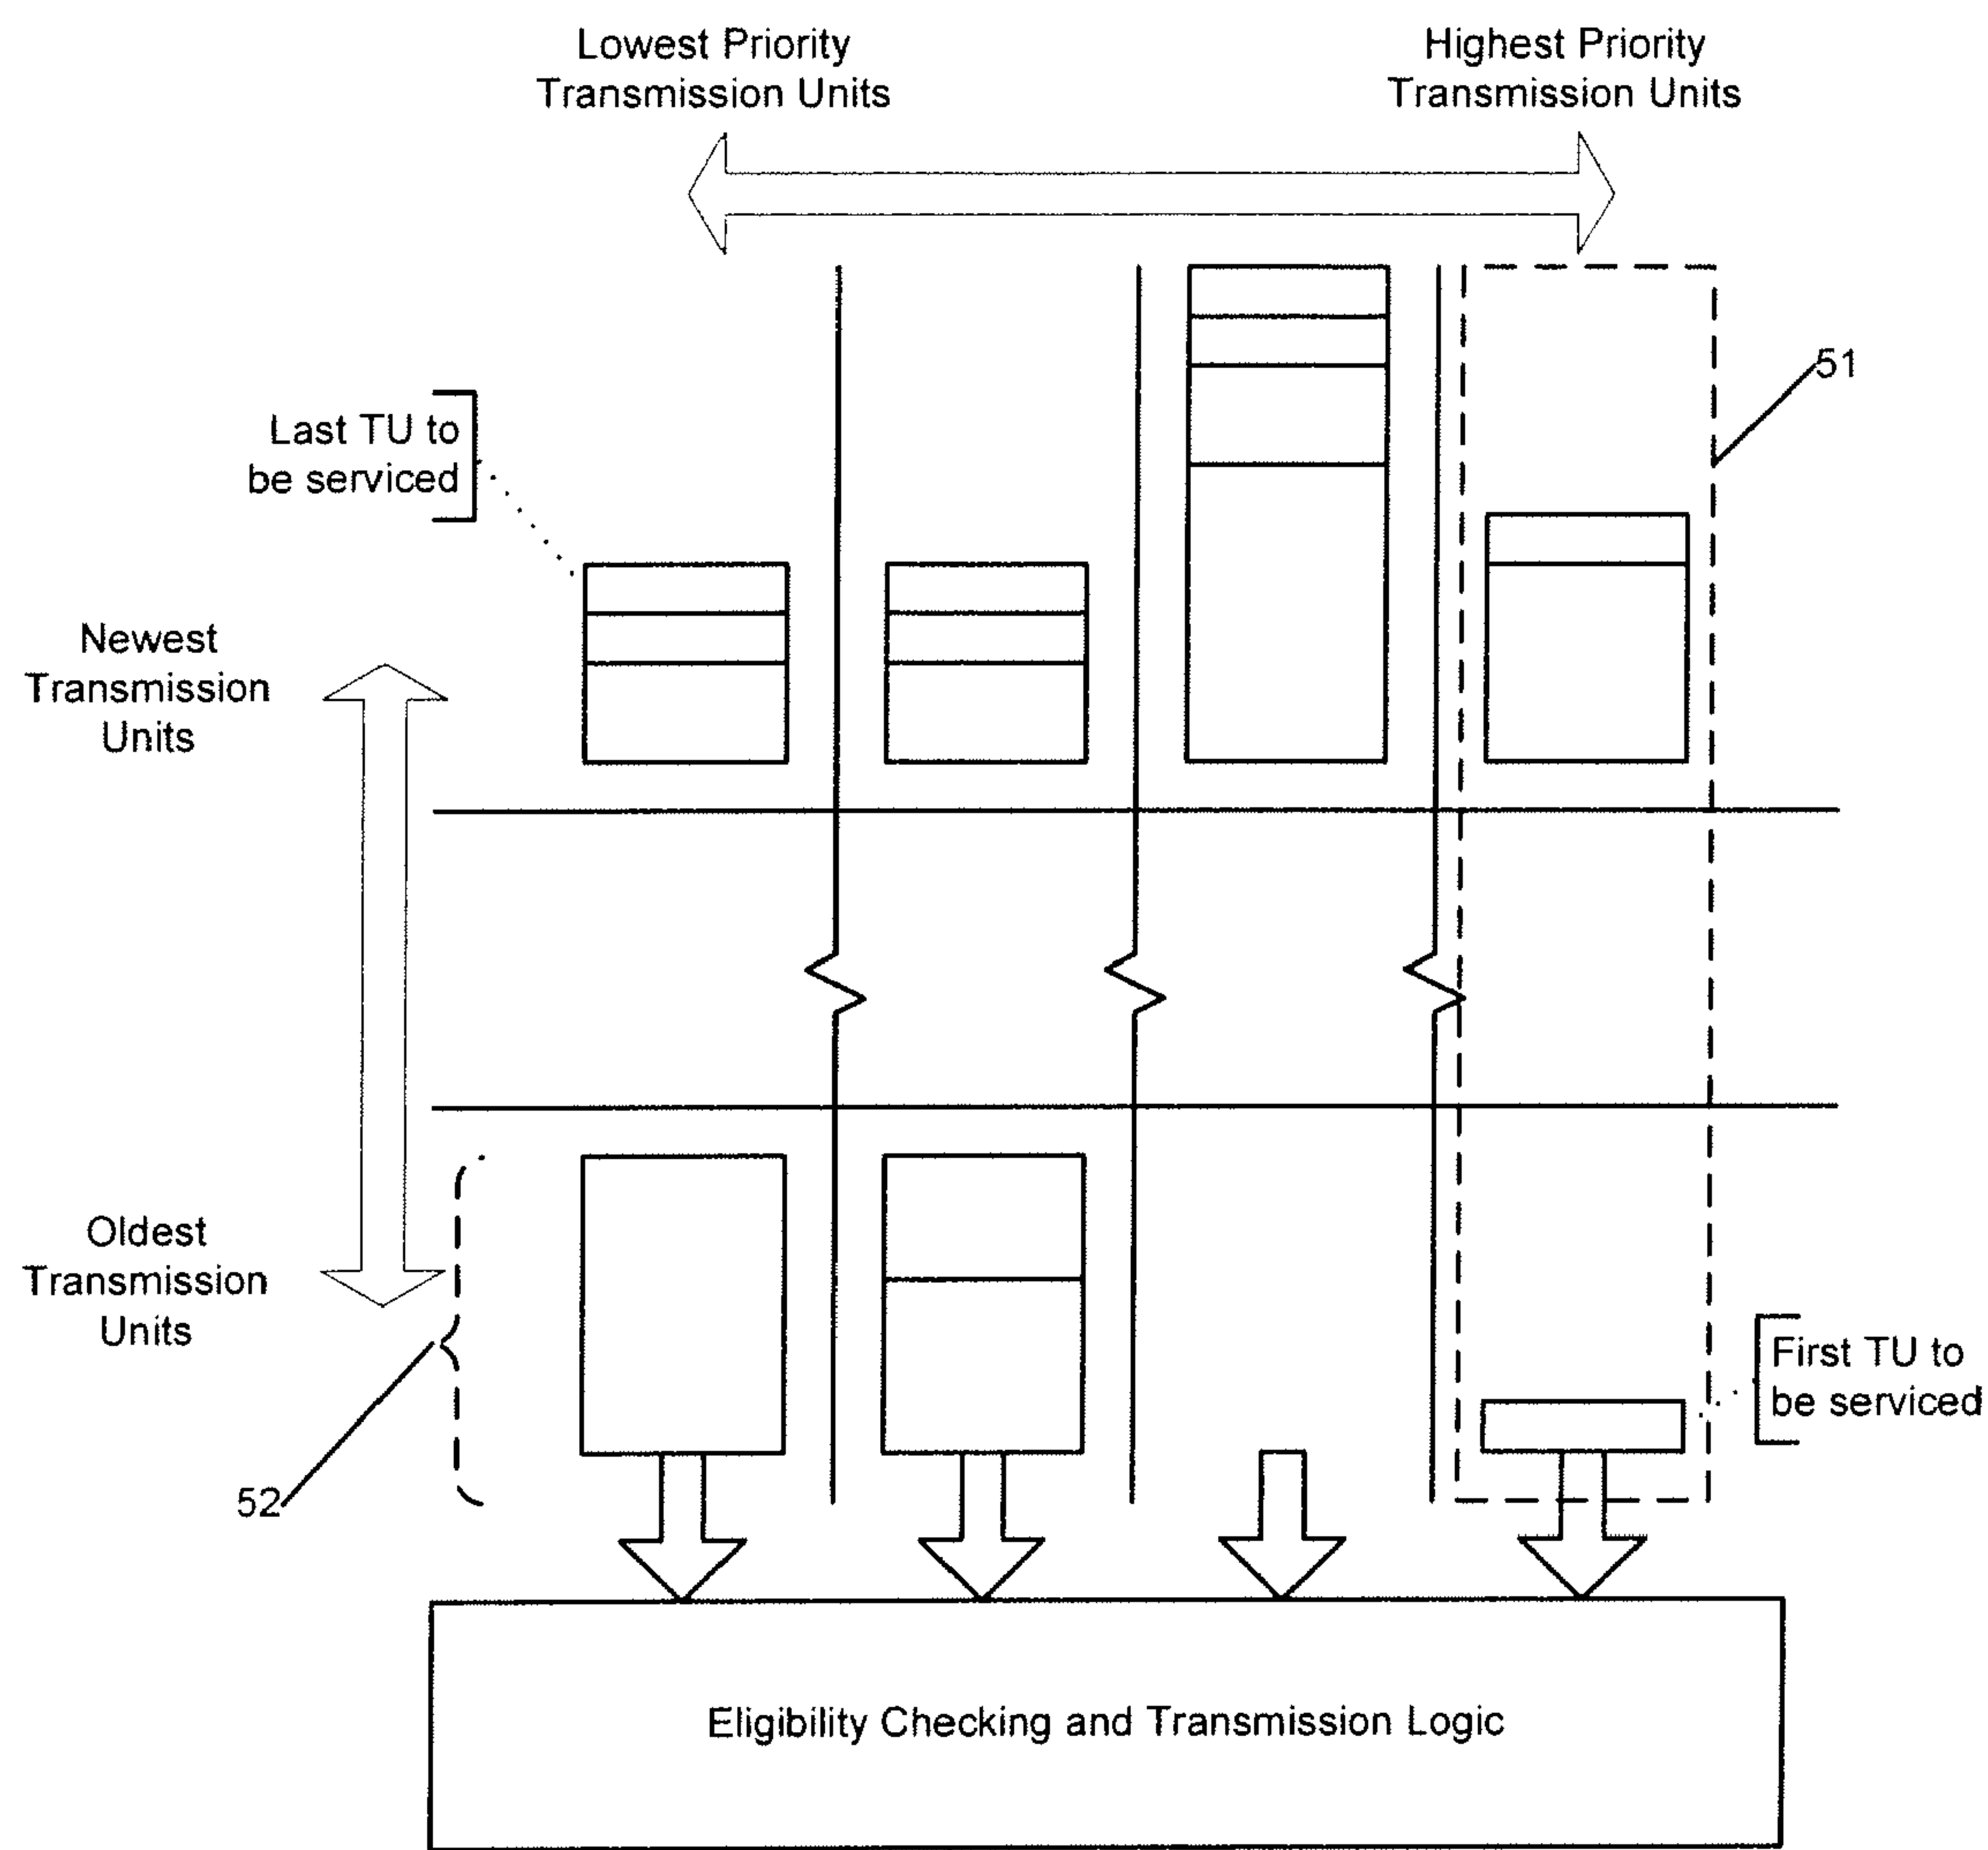 Lowest Priority
Transmission Units
Highest Priority
Transmission Units
51
Last TU to
be serviced
Newest
Transmission
Units
Oldest
Transmission
Units
First TU to
be serviced
52
Eligibility Checking and Transmission Logic